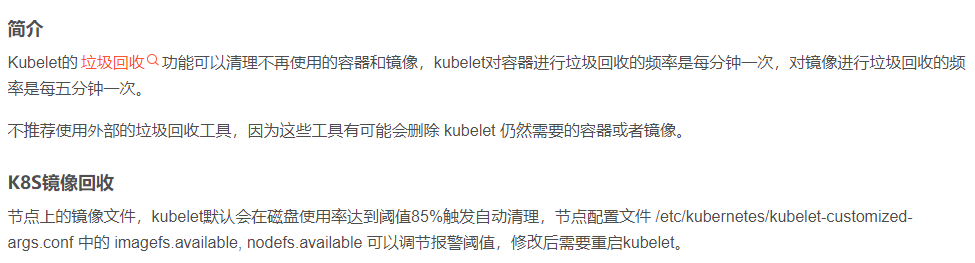 简介
Kubelet的 垃圾回收 功能可以清理不再使用的容器和镜像，kubelet对容器进行垃圾回收的频率是每分钟一次，对镜像进行垃圾回收的频
率是每五分钟一次。
不推荐使用外部的垃圾回收工具，因为这些工具有可能会删除 kubelet 仍然需要的容器或者镜像。
K8S镜像回收
节点上的镜像文件，kubelet默认会在磁盘使用率达到阈值85%触发自动清理，节点配置文件 /etc/kubernetes/kubelet-customized-
args.conf 中的 imagefs.available, nodefs.available 可以调节报警阈值，修改后需要重启kubelet。